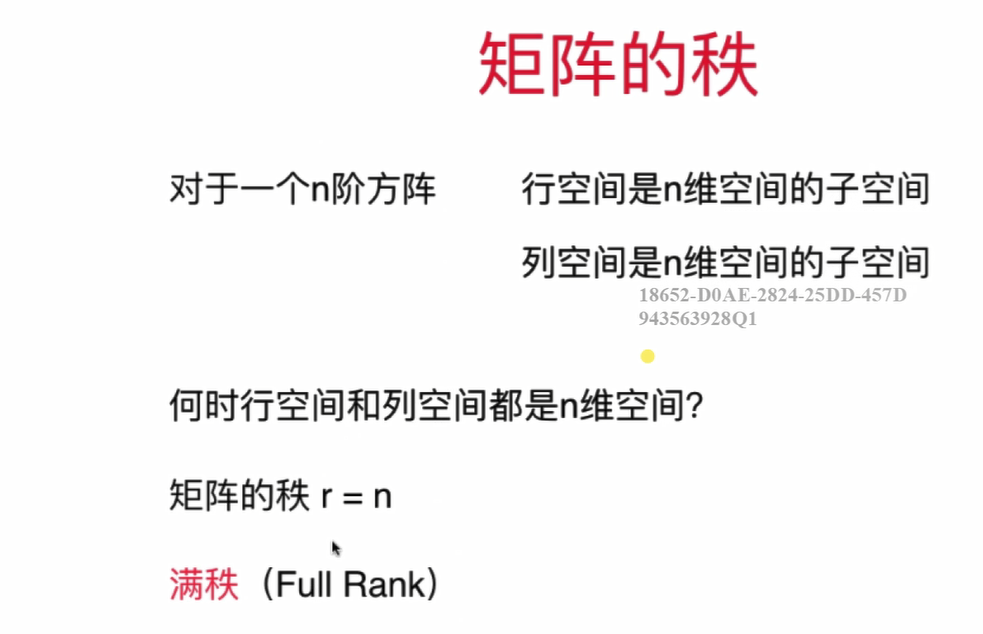 矩阵的秩
对于一个n阶方阵
行空间是n维空间的子空间
列空间是n维空间的子空间
18652-D0AE-2824-25DD-457D
943563928Q1
何时行空间和列空间都是n维空间?
矩阵的秩 r = n
满秩（Full Rank）